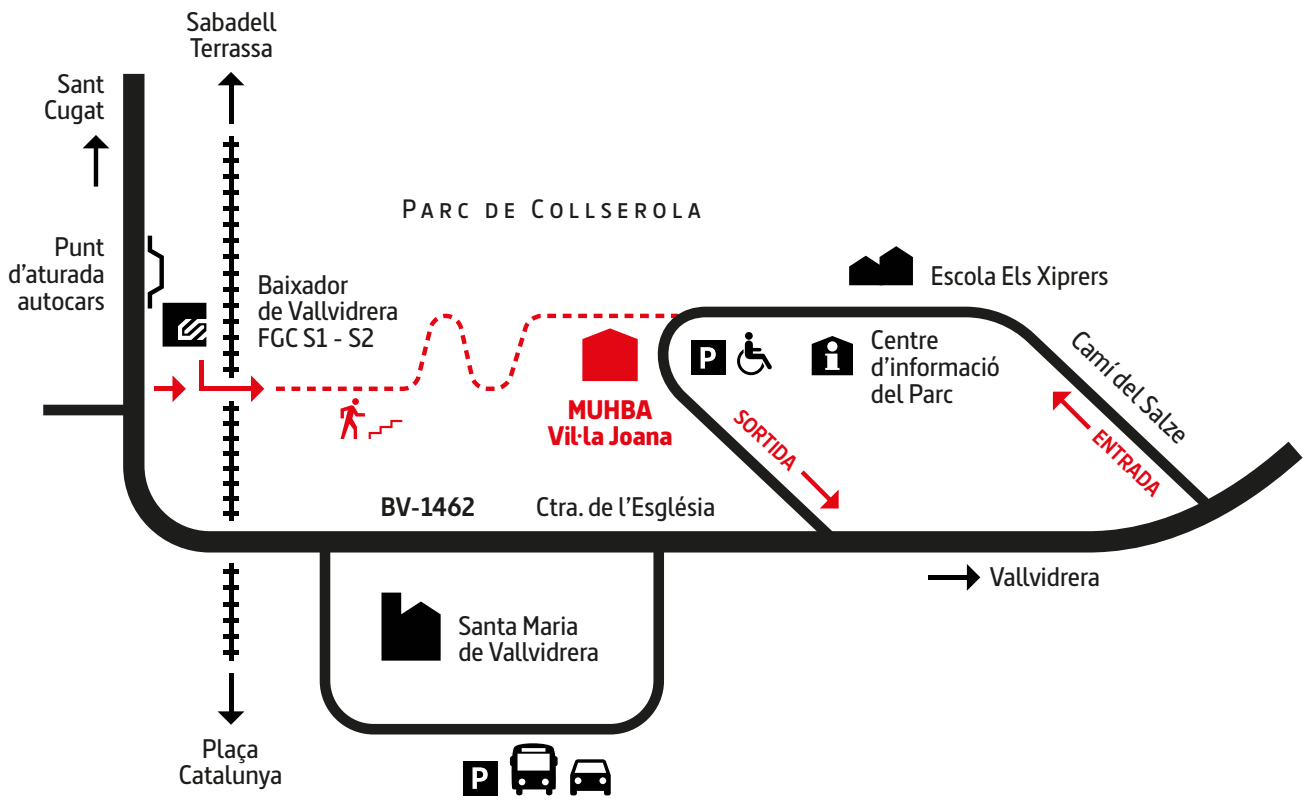 Sabadell
Terrassa
Sant
Cugat
PARC DE COLLSEROLA
Punt
d'aturada
autocars
Baixador
de Vallvidrera
FGC S1 - S2
Escola Els Xiprers
P
i
Centre
d'informació
del Parc
Camí del Salze
MUHBA
Vil·la Joana
SORTIDA
ENTRADA
BV-1462
Ctra. de l'Església
Vallvidrera
Santa Maria
de Vallvidrera
Plaça
Catalunya
P